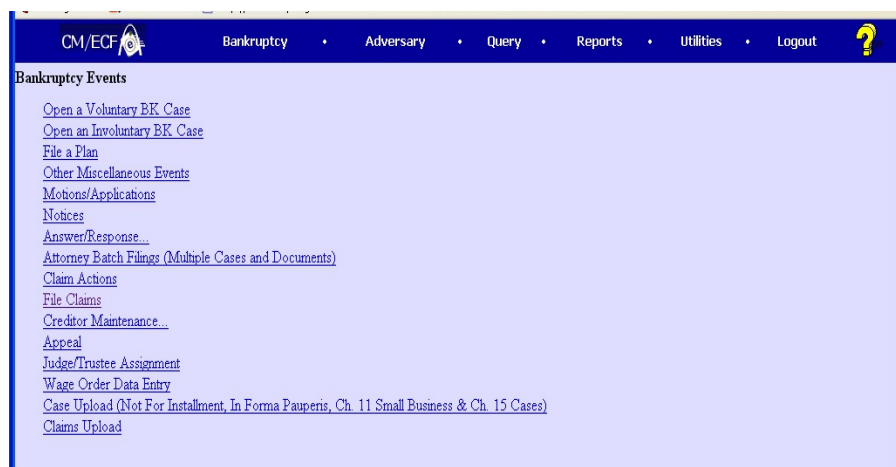 CM/ECF Bankruptcy • Adversary • Query • Reports • Utilities • Logout ?
Bankruptcy Events
Open a Voluntary BK Case
Open an Involuntary BK Case
File a Plan
Other Miscellaneous Events
Motions/Applications
Notices
Answer/Response...
Attorney Batch Filings (Multiple Cases and Documents)
Claim Actions
File Claims
Creditor Maintenance...
Appeal
Judge/Trustee Assignment
Wage Order Data Entry
Case Upload (Not For Installment, In Forma Pauperis, Ch. 11 Small Business & Ch. 15 Cases)
Claims Upload